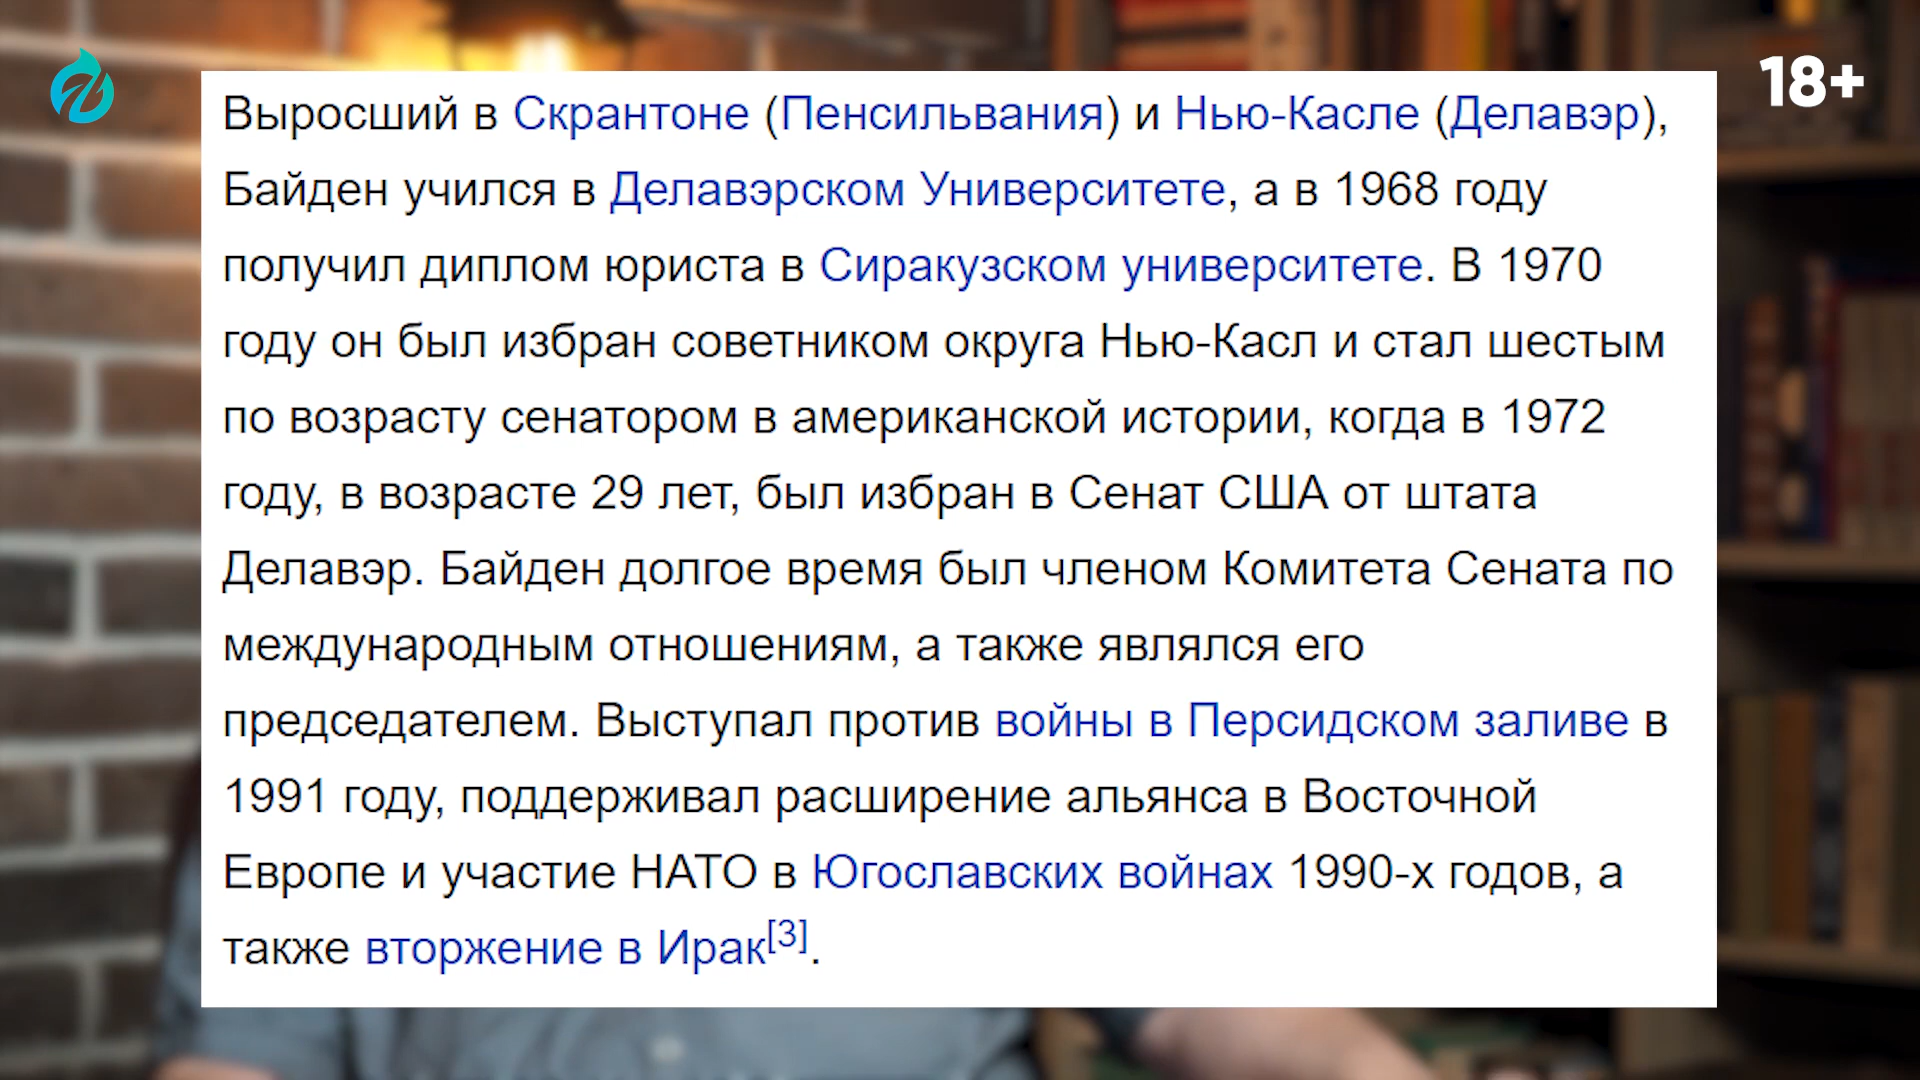 18+
Выросший в Скрантоне (Пенсильвания) и Нью-Касле (Делавэр),
Байден учился в Делавэрском Университете, а в 1968 году
получил диплом юриста в Сиракузском университете. В 1970
году он был избран советником округа Нью-Касл и стал шестым
по возрасту сенатором в американской истории, когда в 1972
году, в возрасте 29 лет, был избран в Сенат США от штата
Делавэр. Байден долгое время был членом Комитета Сената по
международным отношениям, а также являлся его
председателем. Выступал против войны в Персидском заливе в
1991 году, поддерживал расширение альянса в Восточной
Европе и участие НАТО в Югославских войнах 1990-х годов, а
также вторжение в Ирак[3].